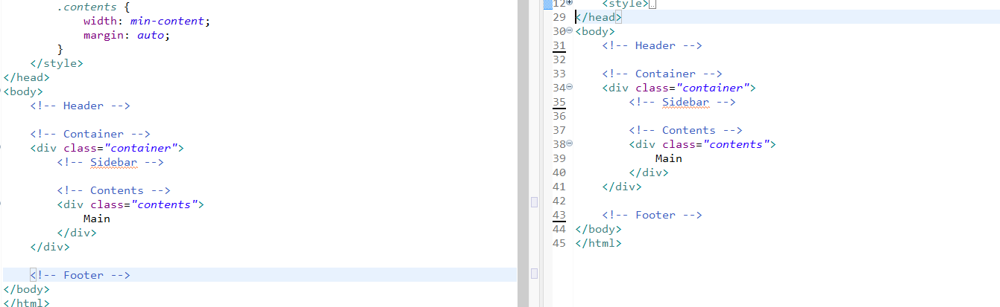 .contents {
width: min-content;
margin: auto;
}
</style>
</head>
<body>
<!-- Header -->
<!-- Container -->
<div class="container">
<!-- Sidebar -->
<!-- Contents -->
<div class="contents">
Main
</div>
</div>
<!-- Footer -->
</body>
</html>
12 <style>
29 </head>
30 <body>
31 <!-- Header -->
32
33 <!-- Container -->
34 <div class="container">
35 <!-- Sidebar -->
36
37 <!-- Contents -->
38 <div class="contents">
39 Main
40 </div>
41 </div>
42
43 <!-- Footer -->
44 </body>
45 </html>